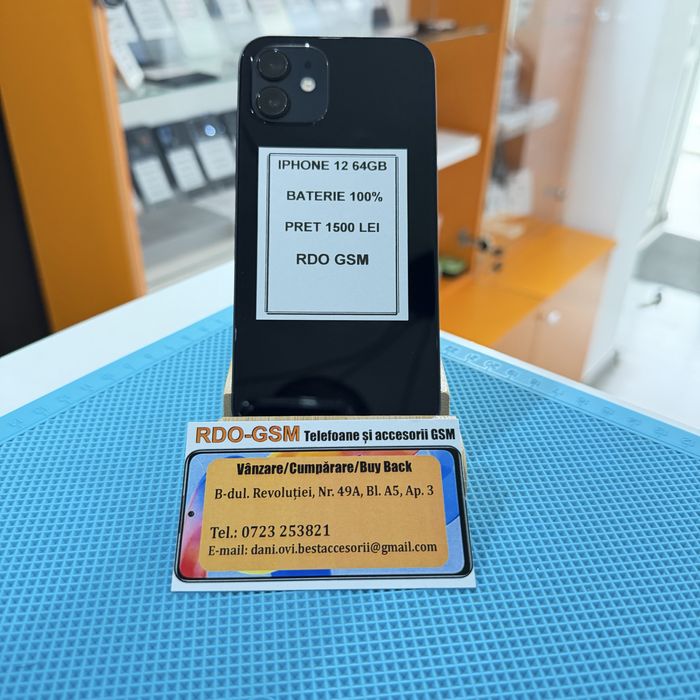 IPHONE 12 64GB
BATERIE 100%
PRET 1500 LEI
RDO GSM
RDO-GSM Telefoane și accesorii GSM
Vânzare/Cumpărare/Buy Back
B-dul. Revoluției, Nr. 49A, Bl. A5, Ap. 3
Tel.: 0723 253821
E-mail: dani.ovi.bestaccesorii@gmail.com